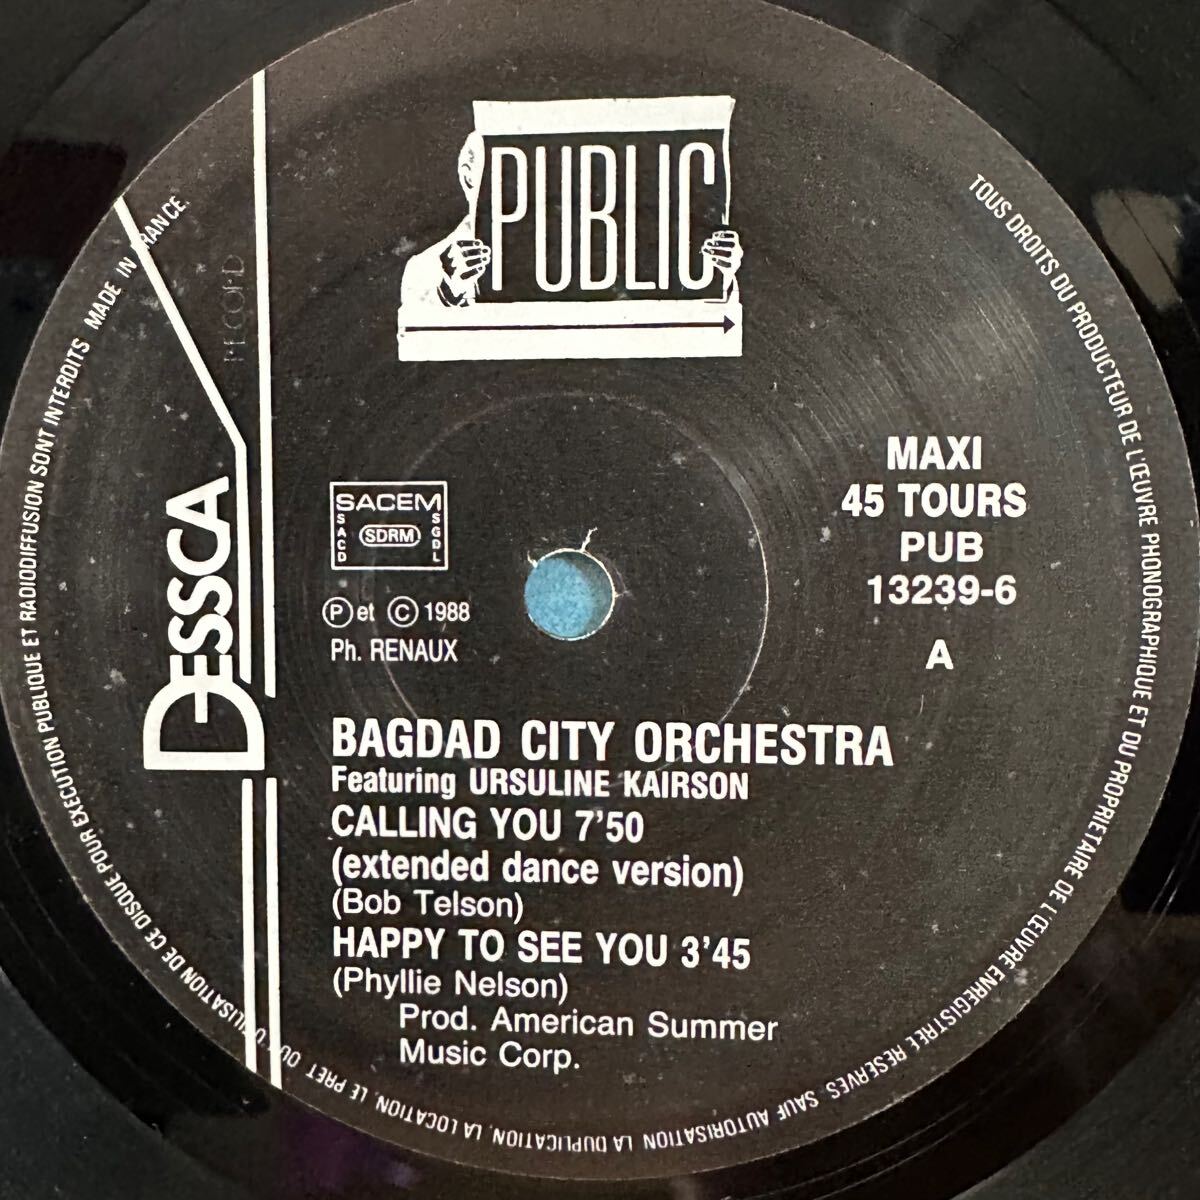 PUBLIC
DESSCA
RECORD
MAXI
45 TOURS
PUB
13239-6
A
SACEM
SACD
SDRM
SGDL
Ⓟ et © 1988
Ph. RENAUX
BAGDAD CITY ORCHESTRA
Featuring URSULINE KAIRSON
CALLING YOU 7'50
(extended dance version)
(Bob Telson)
HAPPY TO SEE YOU 3'45
(Phyllie Nelson)
Prod. American Summer
Music Corp.
TOUS DROITS DU PRODUCTEUR DE L'ŒUVRE PHONOGRAPHIQUE ET DU PROPRIETAIRE DE L'ŒUVRE ENREGISTREE RESERVES. SAUF AUTORISATION LA DUPLICATION, LA LOCATION, LE PRET OU L'UTILISATION DE CE DISQUE POUR EXECUTION PUBLIQUE ET RADIODIFFUSION SONT INTERDITS MADE IN FRANCE.